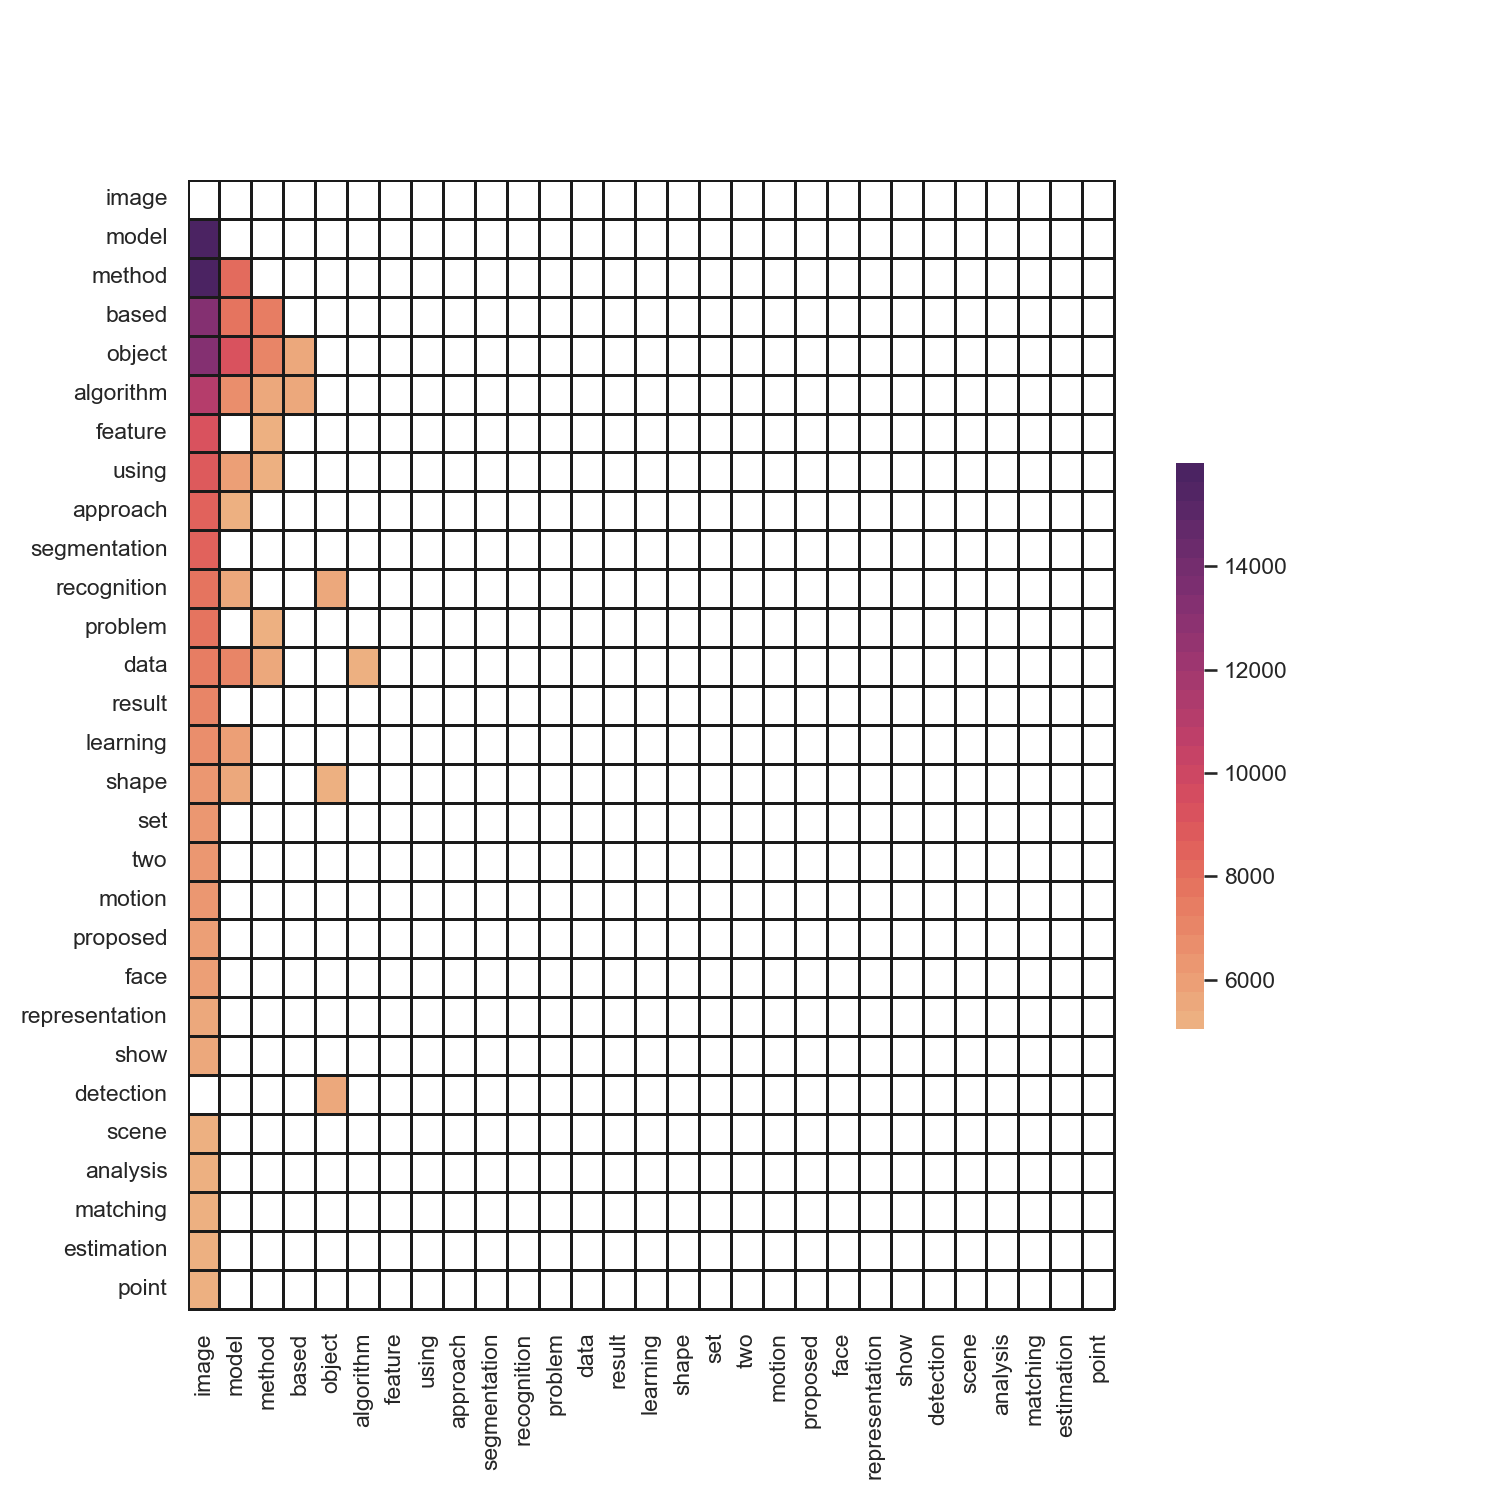 image
model
method
based
object
algorithm
feature
using
approach
segmentation
recognition
problem
data
result
learning
shape
set
two
motion
proposed
face
representation
show
detection
scene
analysis
matching
estimation
point
image
model
method
based
object
algorithm
feature
using
approach
segmentation
recognition
problem
data
result
learning
shape
set
two
motion
proposed
face
representation
show
detection
scene
analysis
matching
estimation
point
14000
12000
10000
8000
6000